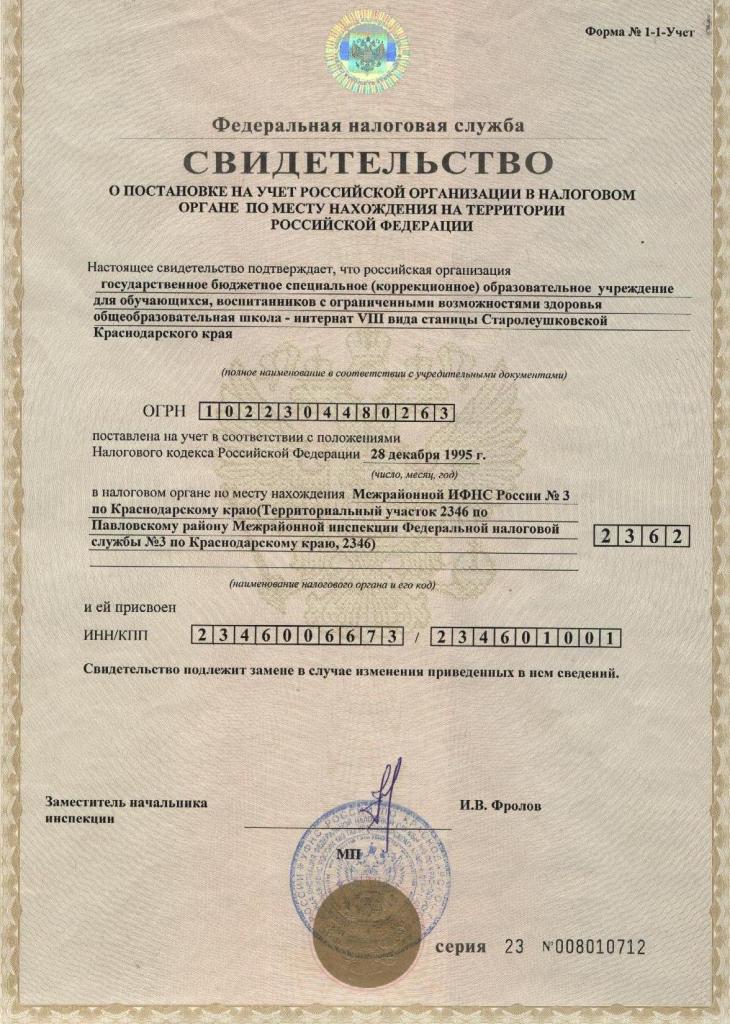 Форма № 1-1-Учет
Федеральная налоговая служба
СВИДЕТЕЛЬСТВО
О ПОСТАНОВКЕ НА УЧЕТ РОССИЙСКОЙ ОРГАНИЗАЦИИ В НАЛОГОВОМ
ОРГАНЕ ПО МЕСТУ НАХОЖДЕНИЯ НА ТЕРРИТОРИИ
РОССИЙСКОЙ ФЕДЕРАЦИИ
Настоящее свидетельство подтверждает, что российская организация
государственное бюджетное специальное (коррекционное) образовательное учреждение
для обучающихся, воспитанников с ограниченными возможностями здоровья
общеобразовательная школа - интернат VIII вида станицы Старолеушковской
Краснодарского края
(полное наименование в соответствии с учредительными документами)
ОГРН 1022304480263
поставлена на учет в соответствии с положениями
Налогового кодекса Российской Федерации 28 декабря 1995 г.
(число, месяц, год)
в налоговом органе по месту нахождения Межрайонной ИФНС России № 3
по Краснодарскому краю(Территориальный участок 2346 по
Павловскому району Межрайонной инспекции Федеральной налоговой
службы №3 по Краснодарскому краю, 2346)
2362
(наименование налогового органа и его код)
и ей присвоен
ИНН/КПП 2346006673 / 234601001
Свидетельство подлежит замене в случае изменения приведенных в нем сведений.
Заместитель начальника
инспекции
И.В. Фролов
МП
серия 23 №008010712